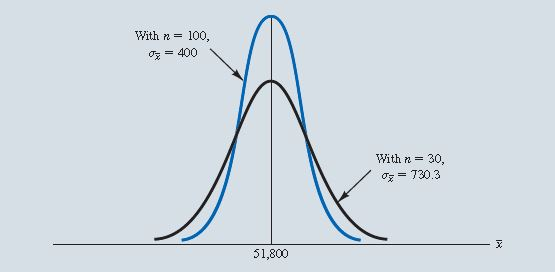 With n = 100,
σx̅ = 400
With n = 30,
σx̅ = 730.3
x̅
51,800